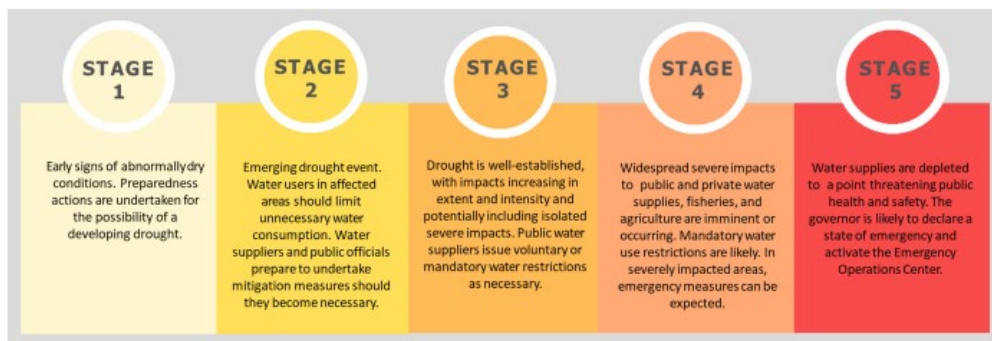 STAGE
1
Early signs of abnormally dry
conditions. Preparedness
actions are undertaken for
the possibility of a
developing drought.
STAGE
2
Emerging drought event.
Water users in affected
areas should limit
unnecessary water
consumption. Water
suppliers and public officials
prepare to undertake
mitigation measures should
they become necessary.
STAGE
3
Drought is well-established,
with impacts increasing in
extent and intensity and
potentially including isolated
severe impacts. Public water
suppliers issue voluntary or
mandatory water restrictions
as necessary.
STAGE
4
Widespread severe impacts
to public and private water
supplies, fisheries, and
agriculture are imminent or
occurring. Mandatory water
use restrictions are likely. In
severely impacted areas,
emergency measures can be
expected.
STAGE
5
Water supplies are depleted
to a point threatening public
health and safety. The
governor is likely to declare a
state of emergency and
activate the Emergency
Operations Center.